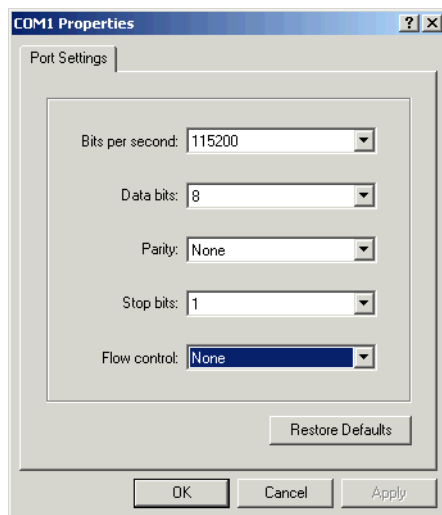 COM1 Properties
Port Settings
Bits per second: 115200
Data bits: 8
Parity: None
Stop bits: 1
Flow control: None
Restore Defaults
OK Cancel Apply